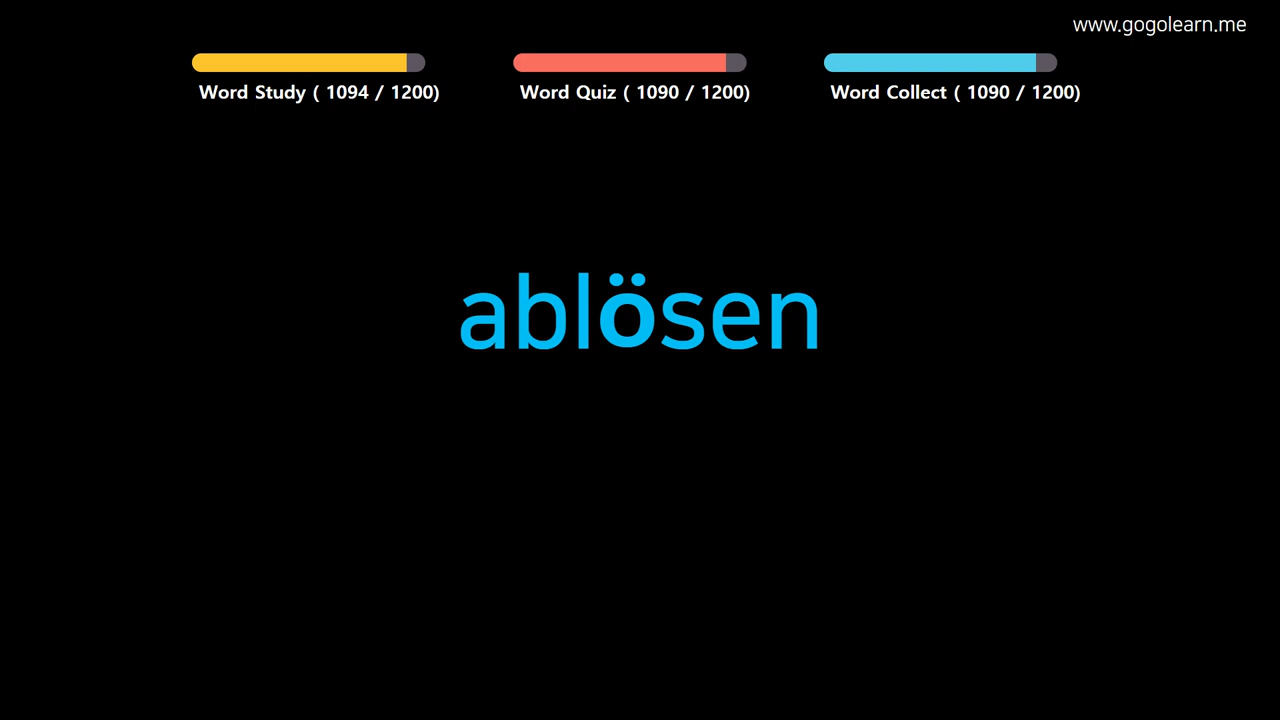 www.gogolearn.me
Word Study ( 1094 / 1200)
Word Quiz ( 1090 / 1200)
Word Collect ( 1090 / 1200)
ablösen